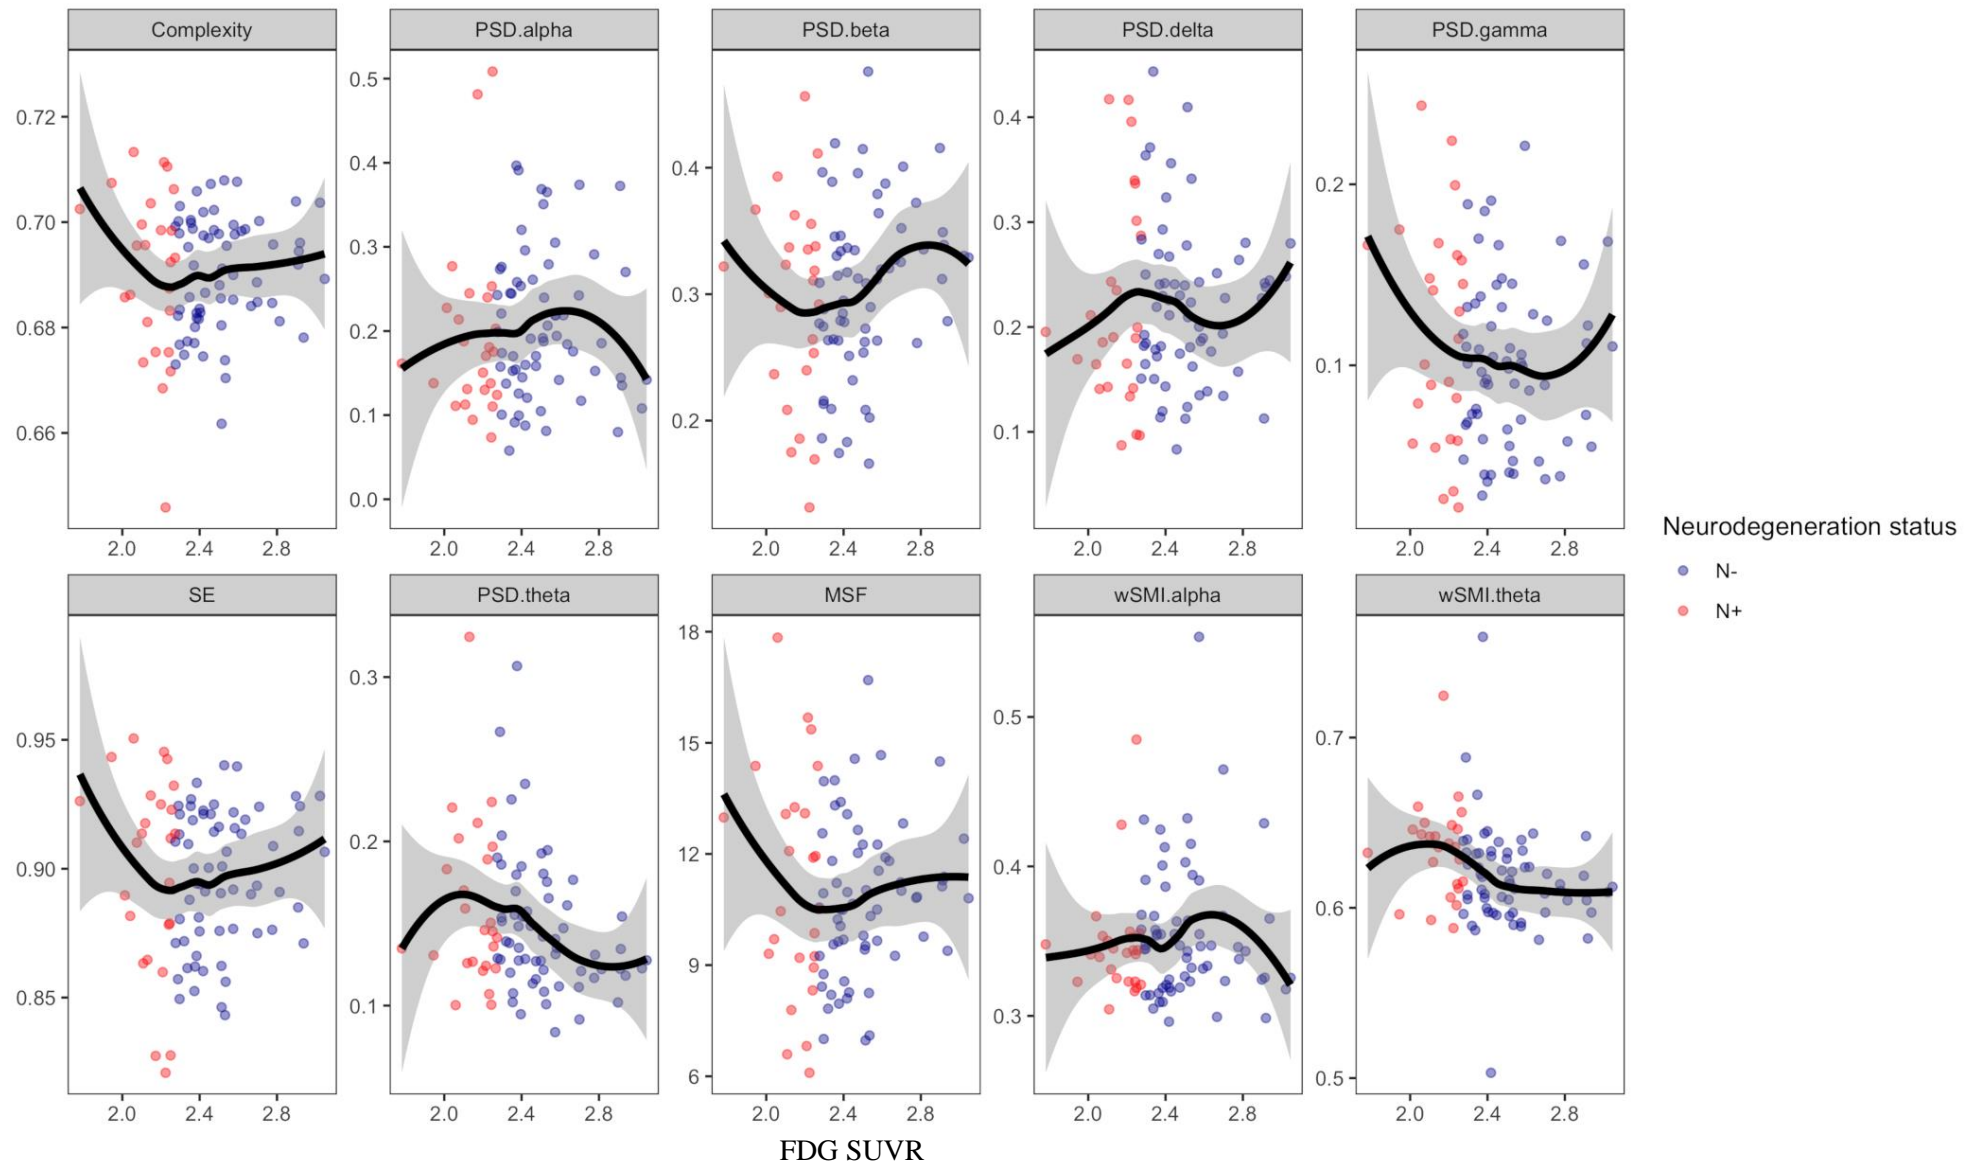 Complexity PSD.alpha PSD.beta PSD.delta PSD.gamma
0.72
0.70
0.68
0.66
2.0 2.4 2.8
0.5
0.4
0.3
0.2
0.1
0.0
2.0 2.4 2.8
0.4
0.3
0.2
2.0 2.4 2.8
0.4
0.3
0.2
0.1
2.0 2.4 2.8
0.2
0.1
2.0 2.4 2.8
SE PSD.theta MSF wSMI.alpha wSMI.theta
0.95
0.90
0.85
2.0 2.4 2.8
0.3
0.2
0.1
2.0 2.4 2.8
18
15
12
9
6
2.0 2.4 2.8
0.5
0.4
0.3
2.0 2.4 2.8
0.7
0.6
0.5
2.0 2.4 2.8
FDG SUVR
Neurodegeneration status
N-
N+